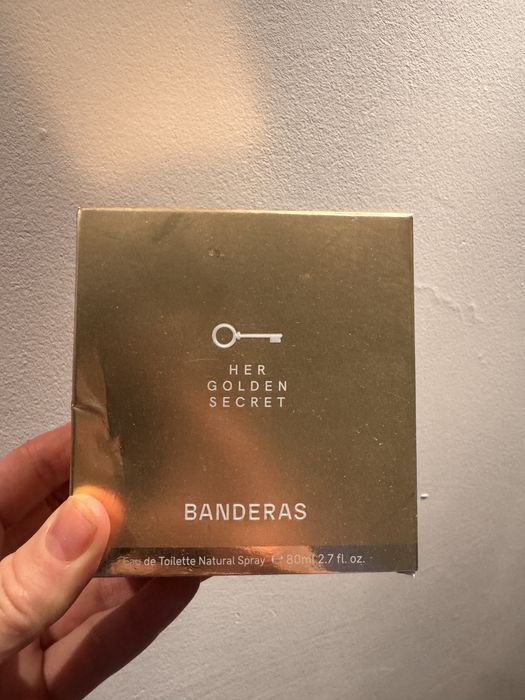 HER
GOLDEN
SECRET
BANDERAS
Eau de Toilette Natural Spray ℮ 80ml 2.7 fl. oz.